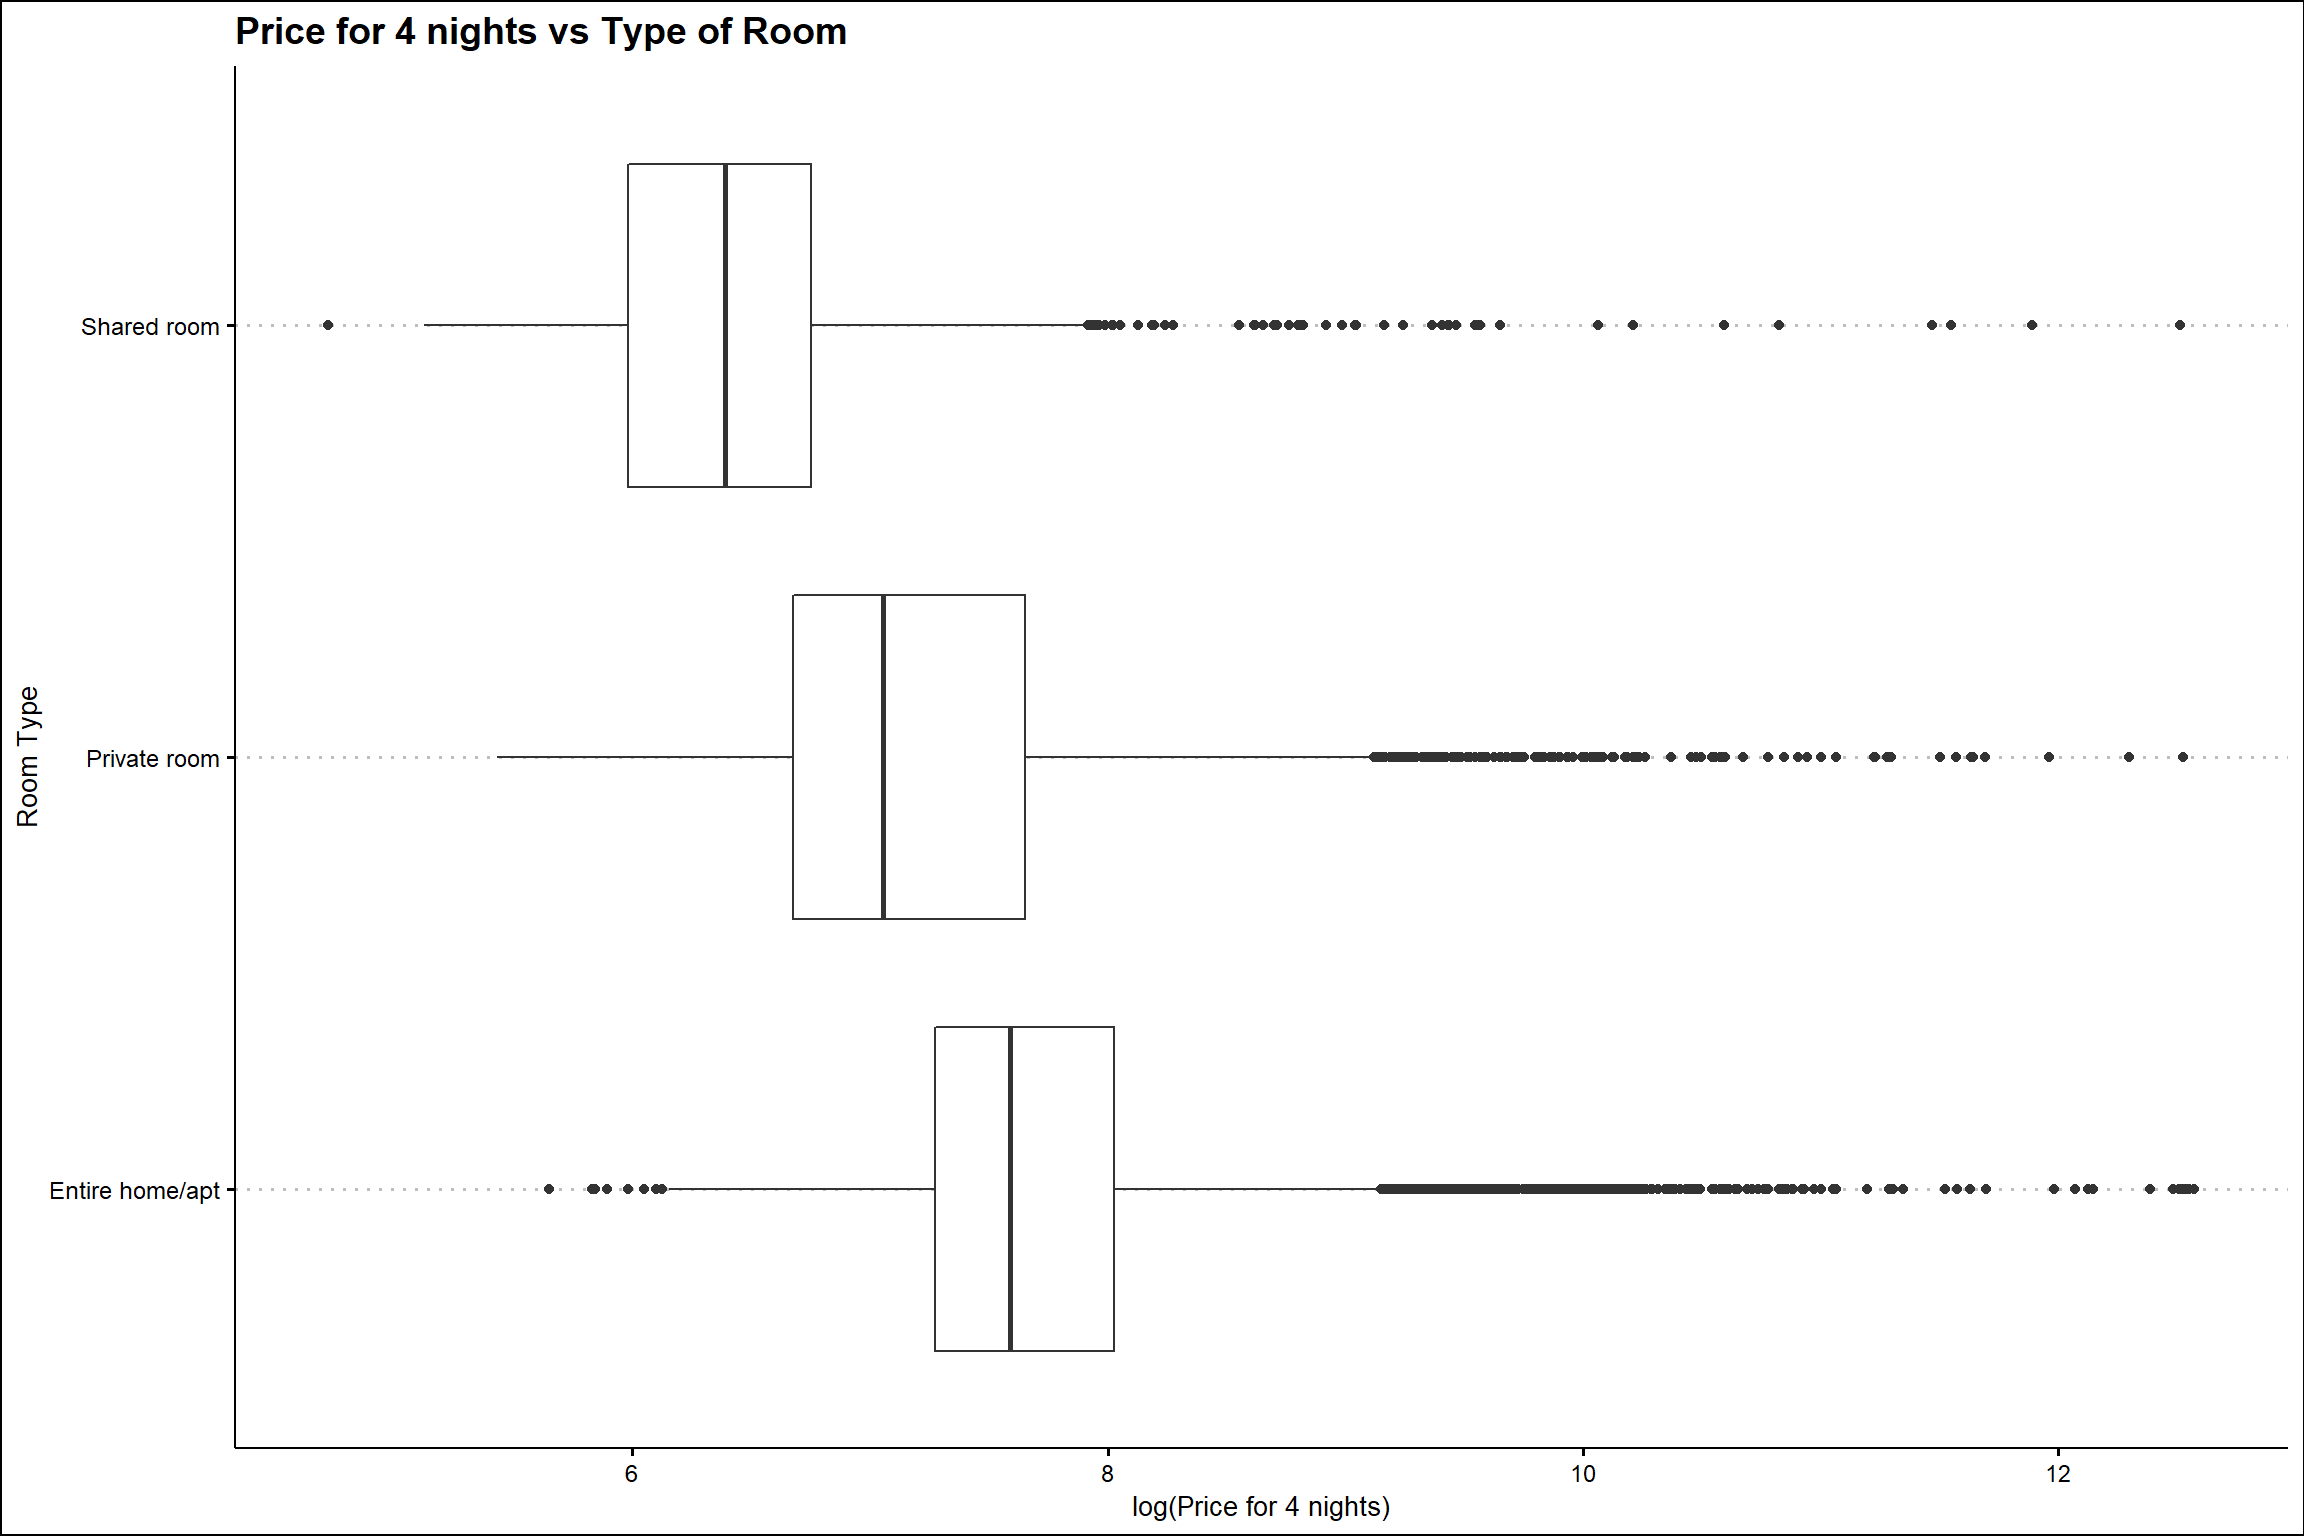 Price for 4 nights vs Type of Room
Room Type
Shared room
Private room
Entire home/apt
6 8 10 12
log(Price for 4 nights)